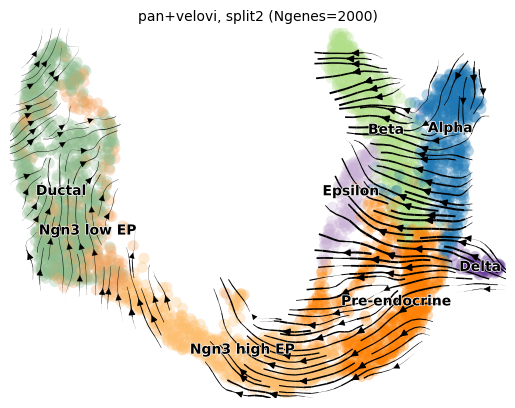 pan+velovi, split2 (Ngenes=2000)
Beta
Alpha
Ductal
Epsilon
Ngn3 low EP
Delta
Pre-endocrine
Ngn3 high EP